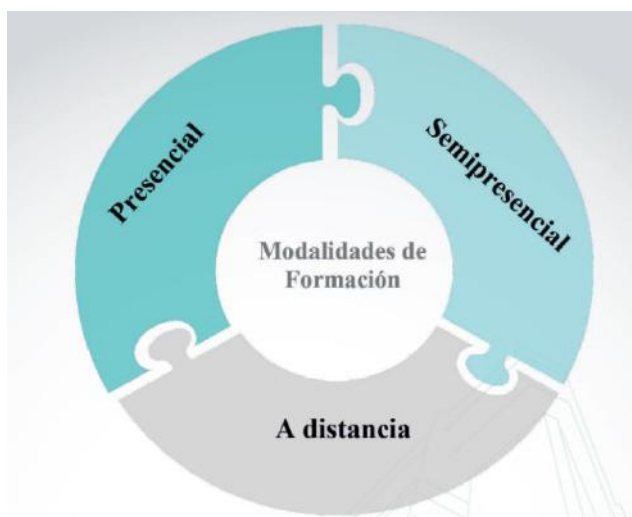 Presencial
Semipresencial
Modalidades de
Formación
A distancia